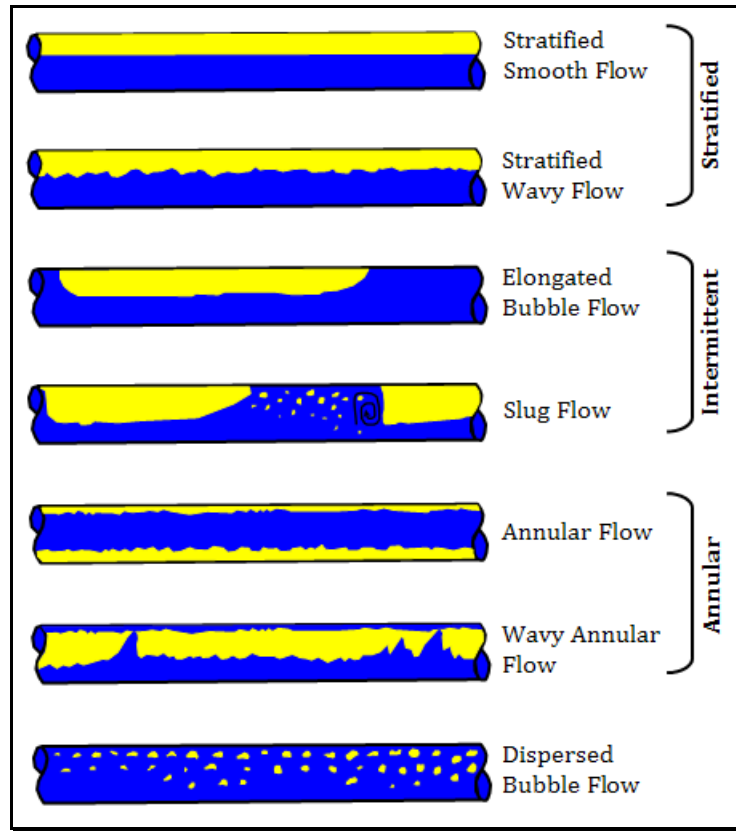 Stratified
Smooth Flow
Stratified
Wavy Flow
Stratified
Elongated
Bubble Flow
Slug Flow
Intermittent
Annular Flow
Wavy Annular
Flow
Annular
Dispersed
Bubble Flow